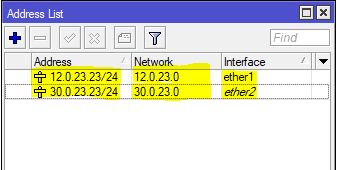 Address List
Find
Address Network Interface
12.0.23.23/24 12.0.23.0 ether1
30.0.23.23/24 30.0.23.0 ether2